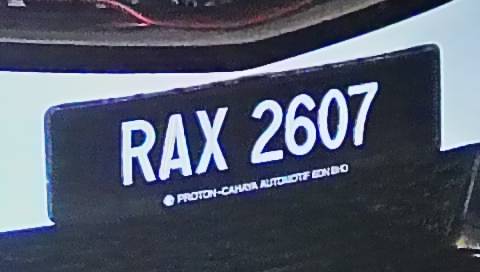 RAX 2607
PROTON-CAHAYA AUTOMOTIF SDN BHD